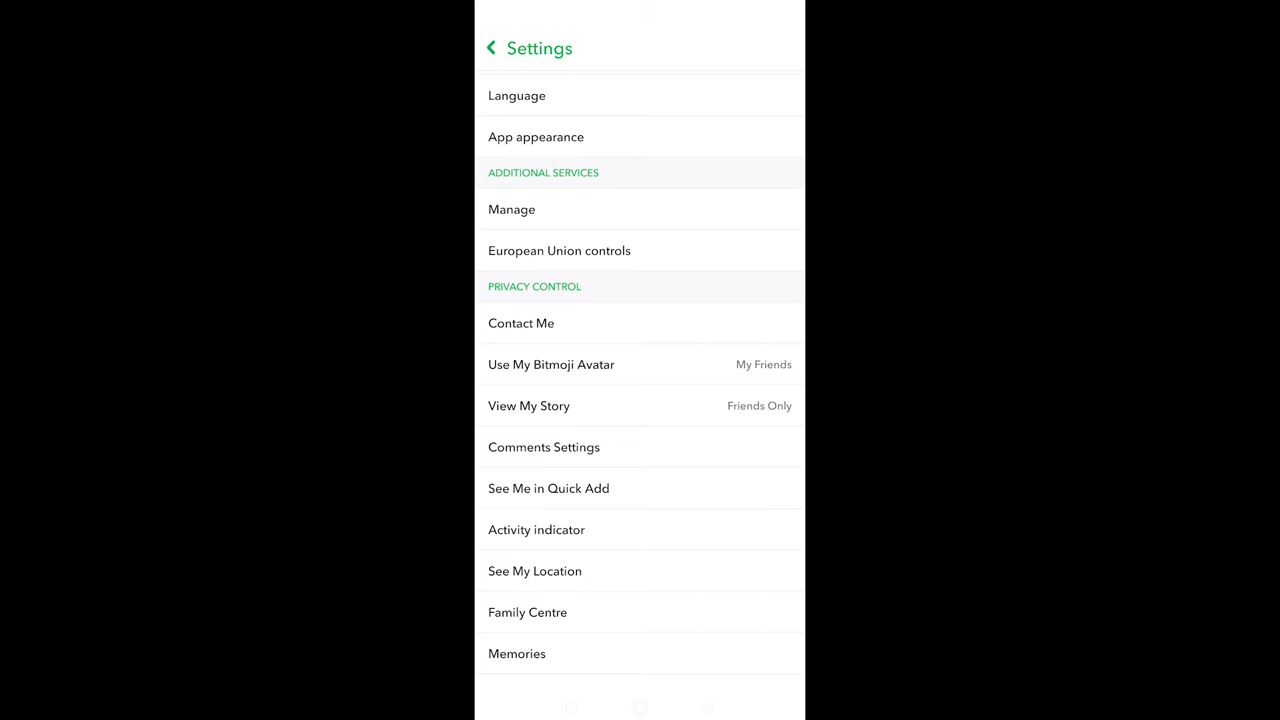 Settings
Language
App appearance
ADDITIONAL SERVICES
Manage
European Union controls
PRIVACY CONTROL
Contact Me
Use My Bitmoji Avatar My Friends
View My Story Friends Only
Comments Settings
See Me in Quick Add
Activity indicator
See My Location
Family Centre
Memories